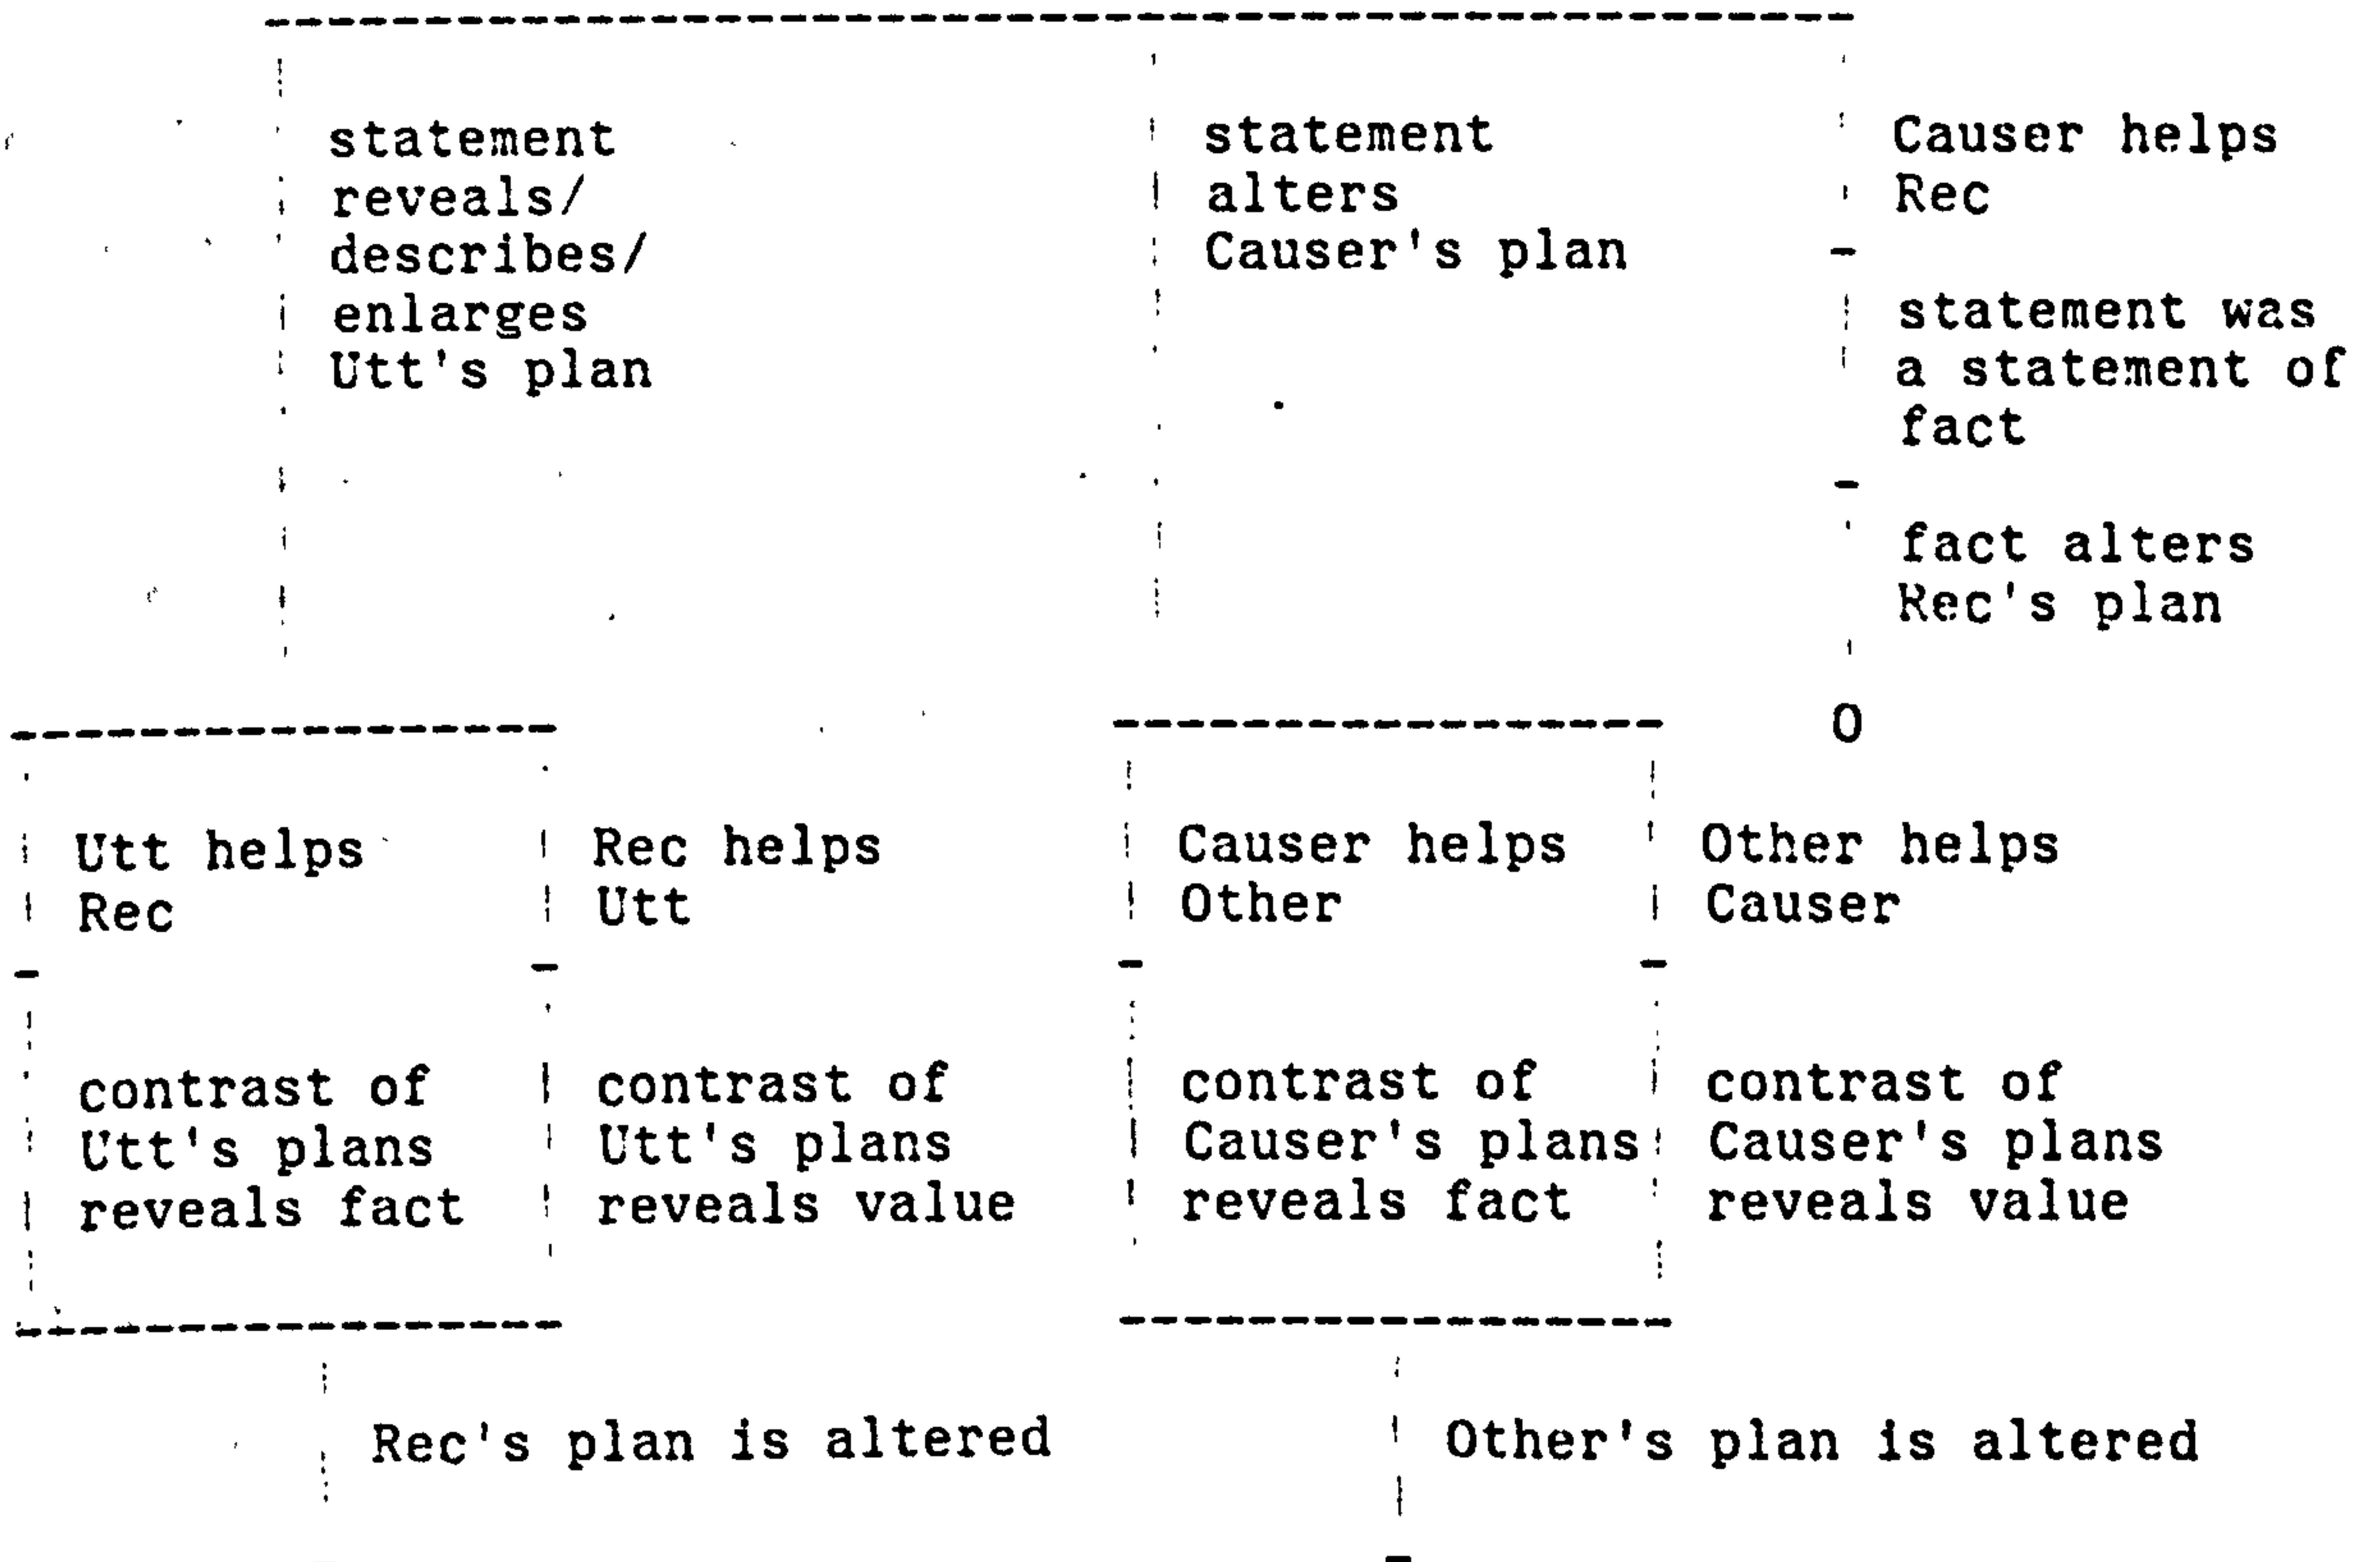 statement
reveals/
describes/
enlarges
Utt's plan
statement
alters
Causer's plan
Causer helps
Rec
statement was
a statement of
fact
fact alters
Rec's plan
O
Utt helps
Rec
contrast of
Utt's plans
reveals fact
Rec helps
Utt
contrast of
Utt's plans
reveals value
Causer helps
Other
contrast of
Causer's plans
reveals fact
Other helps
Causer
contrast of
Causer's plans
reveals value
Rec's plan is altered
Other's plan is altered